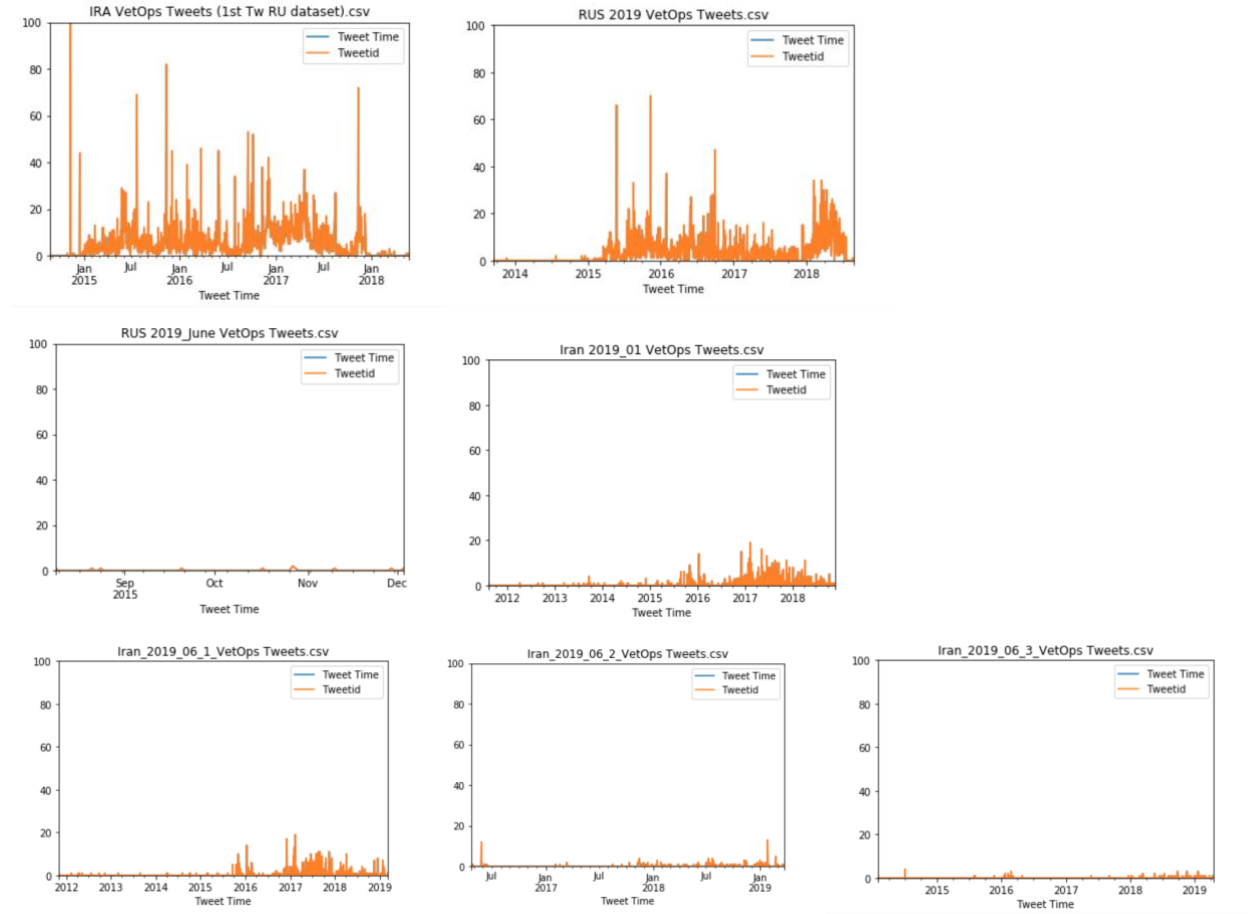 IRA VetOps Tweets (1st Tw RU dataset).csv
100
80
60
40
20
0
Tweet Time
Tweetid
Jan Jul Jan Jul Jan Jul Jan
2015 2016 2017 2018
Tweet Time
RUS 2019 VetOps Tweets.csv
100
80
60
40
20
0
Tweet Time
Tweetid
2014 2015 2016 2017 2018
Tweet Time
RUS 2019_June VetOps Tweets.csv
100
80
60
40
20
0
Tweet Time
Tweetid
Sep Oct Nov Dec
2015
Tweet Time
Iran 2019_01 VetOps Tweets.csv
100
80
60
40
20
0
Tweet Time
Tweetid
2012 2013 2014 2015 2016 2017 2018
Tweet Time
Iran_2019_06_1_VetOps Tweets.csv
100
80
60
40
20
0
Tweet Time
Tweetid
2012 2013 2014 2015 2016 2017 2018 2019
Tweet Time
Iran_2019_06_2_VetOps Tweets.csv
100
80
60
40
20
0
Tweet Time
Tweetid
Jul Jan Jul Jan Jul Jan
2017 2018 2019
Tweet Time
Iran_2019_06_3_VetOps Tweets.csv
100
80
60
40
20
0
Tweet Time
Tweetid
2015 2016 2017 2018 2019
Tweet Time